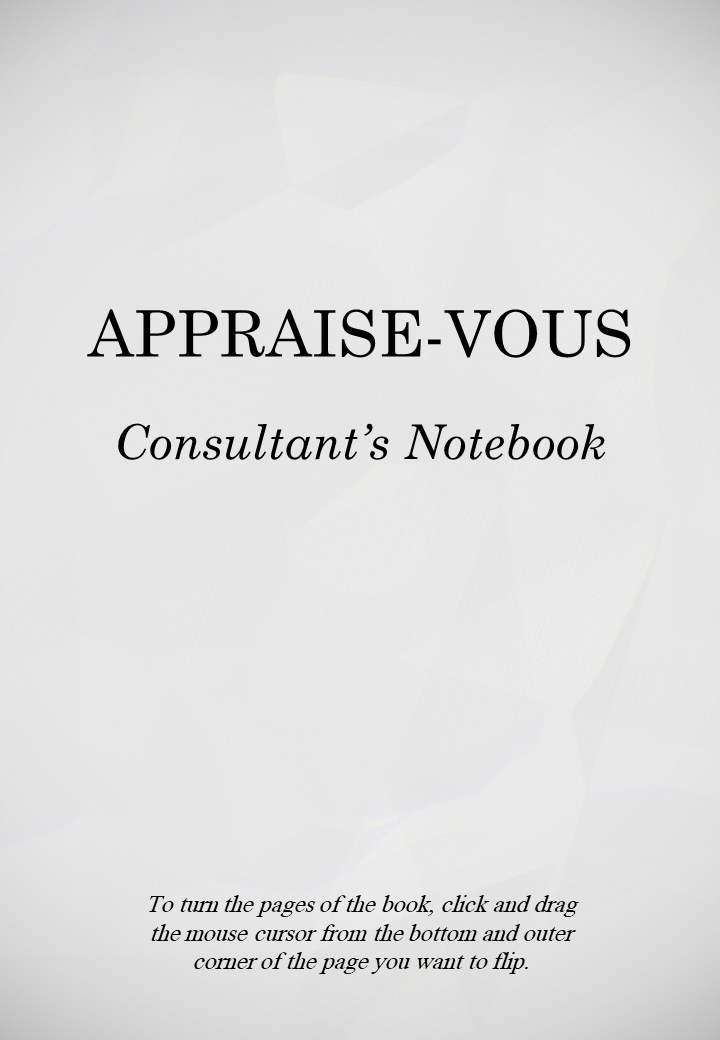 APPRAISE-VOUS
Consultant’s Notebook
To turn the pages of the book, click and drag
the mouse cursor from the bottom and outer
corner of the page you want to flip.